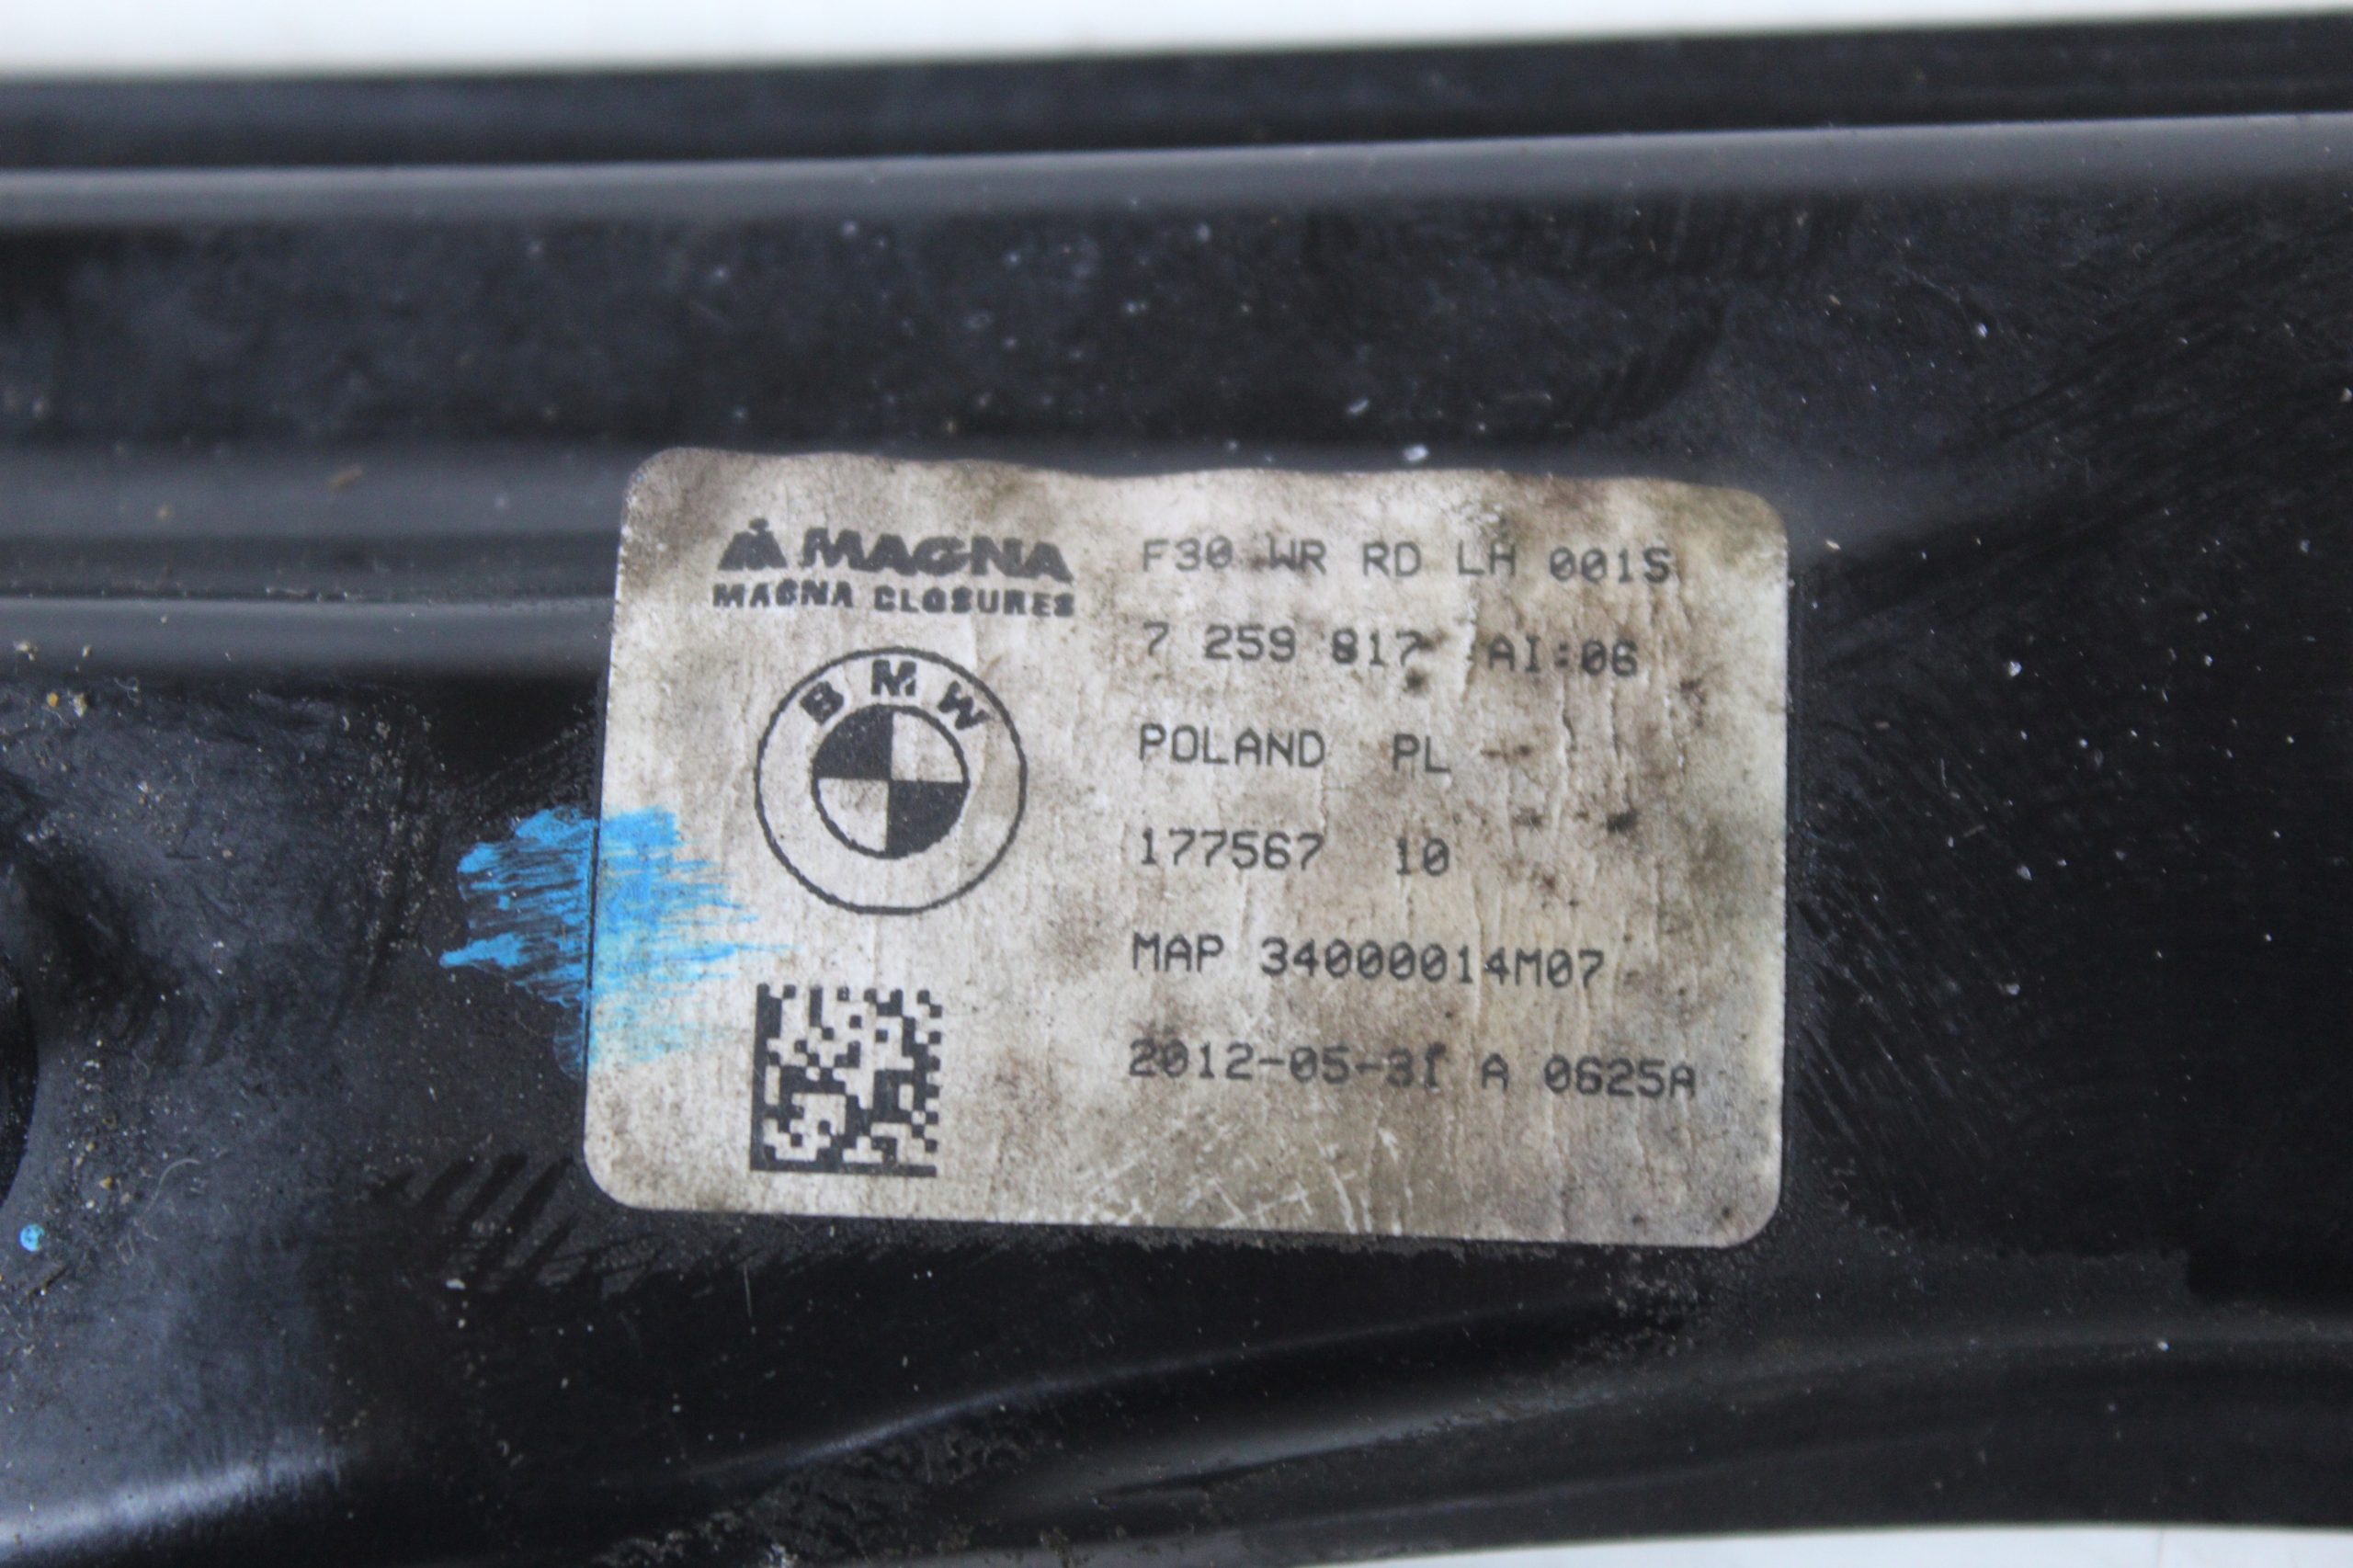 MAGNA
MAGNA CLOSURES
BMW
F30 WR RD LH 001S
7 259 817 AI:06
POLAND PL
177567 10
MAP 34000014M07
2012-05-31 A 0625A